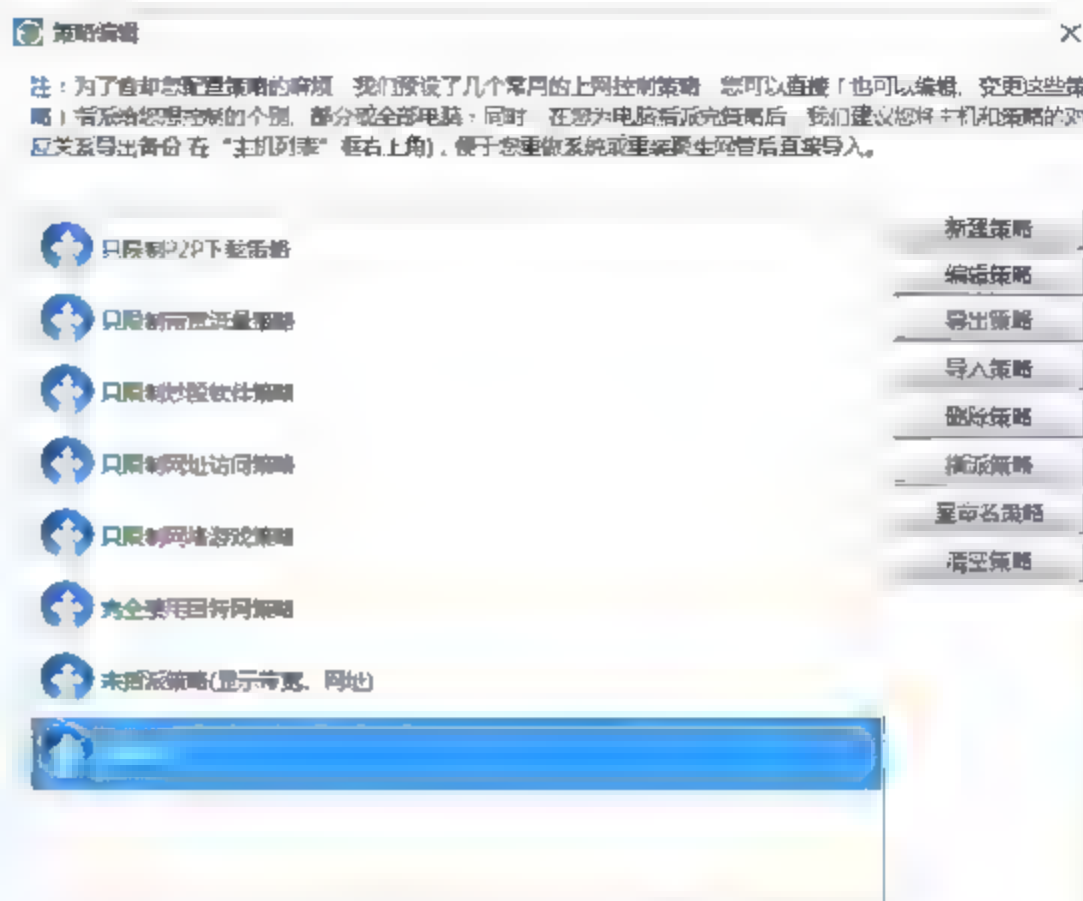 策略编辑
注：为了省却您配置策略的麻烦，我们预设了几个常用的上网控制策略，您可以直接（也可以编辑、变更这些策
略）指派给您想控制的个别、部分或全部电脑；同时，在您为电脑指派完策略后，我们建议您将主机和策略的对
应关系导出备份（在“主机列表”框右上角），便于您重做系统或重装聚生网管后直接导入。
新建策略
只限制P2P下载策略
编辑策略
只限制带宽流量策略
导出策略
导入策略
只限制炒股软件策略
删除策略
只限制网址访问策略
指派策略
重命名策略
只限制网络游戏策略
清空策略
完全禁用因特网策略
未指派策略(显示带宽、网址)